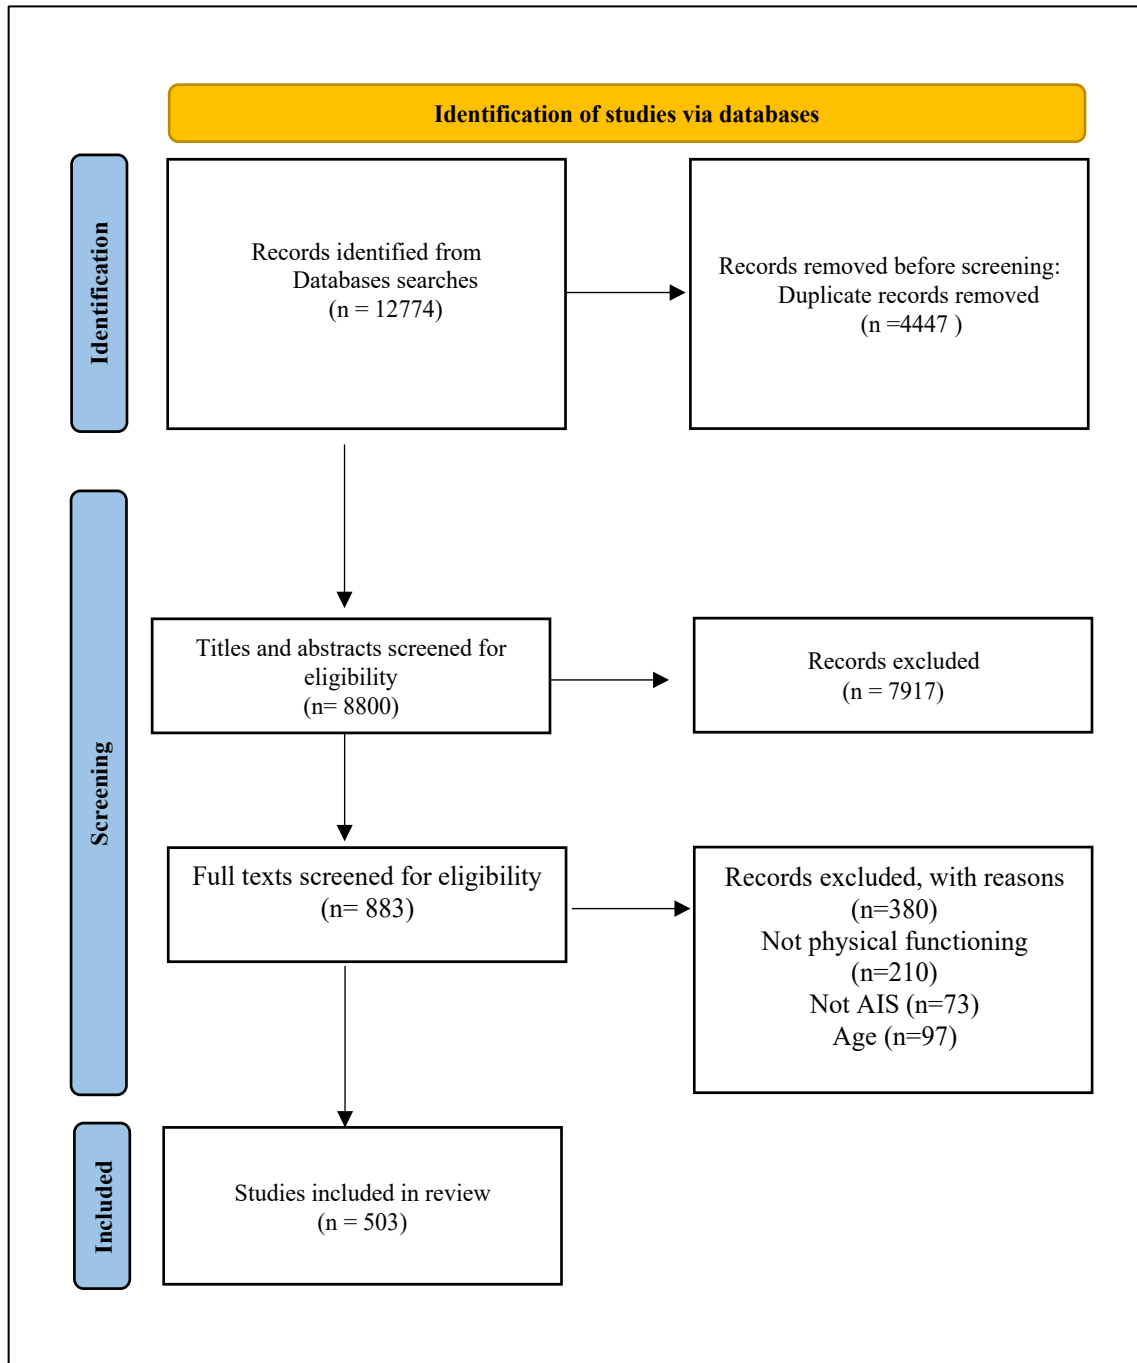 Identification of studies via databases
Identification
Records identified from
Databases searches
(n = 12774)
Records removed before screening:
Duplicate records removed
(n =4447 )
Screening
Titles and abstracts screened for
eligibility
(n= 8800)
Records excluded
(n = 7917)
Full texts screened for eligibility
(n= 883)
Records excluded, with reasons
(n=380)
Not physical functioning
(n=210)
Not AIS (n=73)
Age (n=97)
Included
Studies included in review
(n = 503)